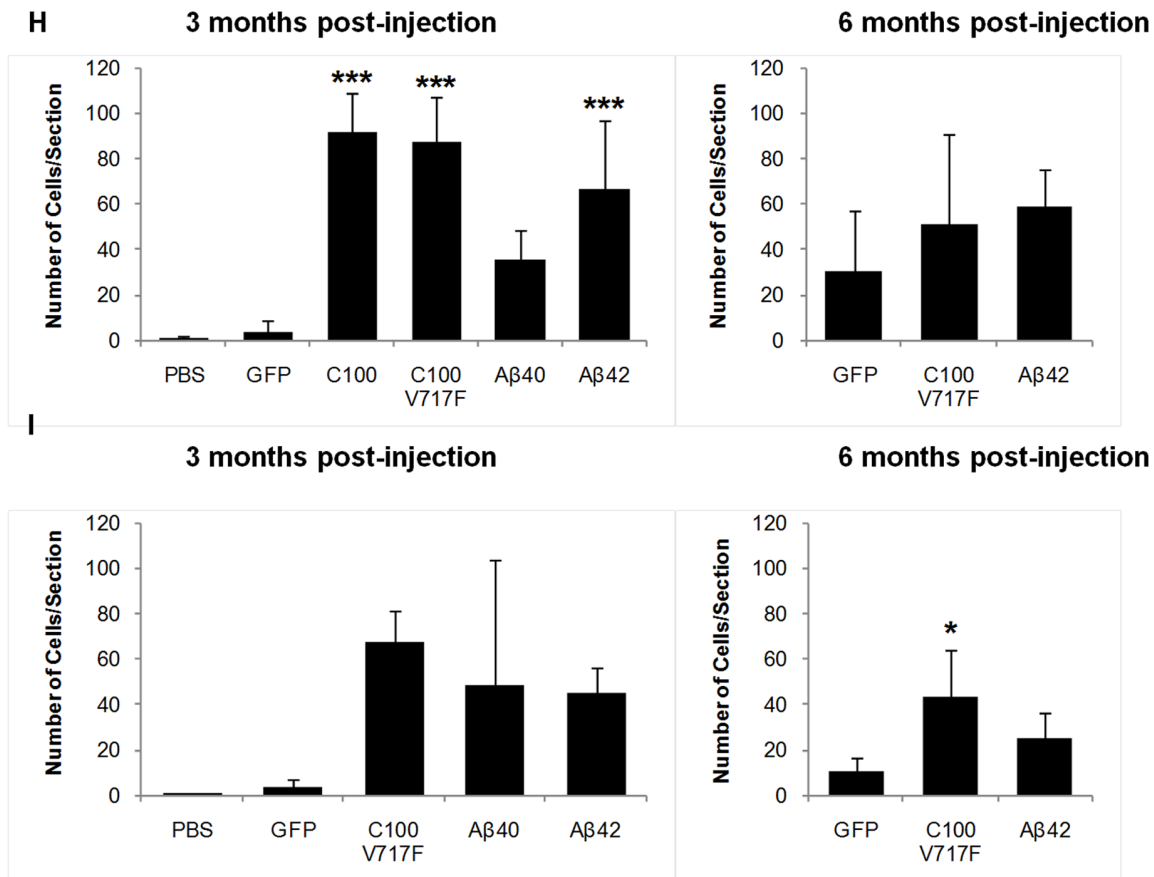 H
3 months post-injection
6 months post-injection
Number of Cells/Section
120
100
80
60
40
20
0
***
***
***
PBS
GFP
C100
C100
V717F
Aβ40
Aβ42
Number of Cells/Section
120
100
80
60
40
20
0
GFP
C100
V717F
Aβ42
I
3 months post-injection
6 months post-injection
Number of Cells/Section
120
100
80
60
40
20
0
PBS
GFP
C100
V717F
Aβ40
Aβ42
Number of Cells/Section
120
100
80
60
40
20
0
*
GFP
C100
V717F
Aβ42